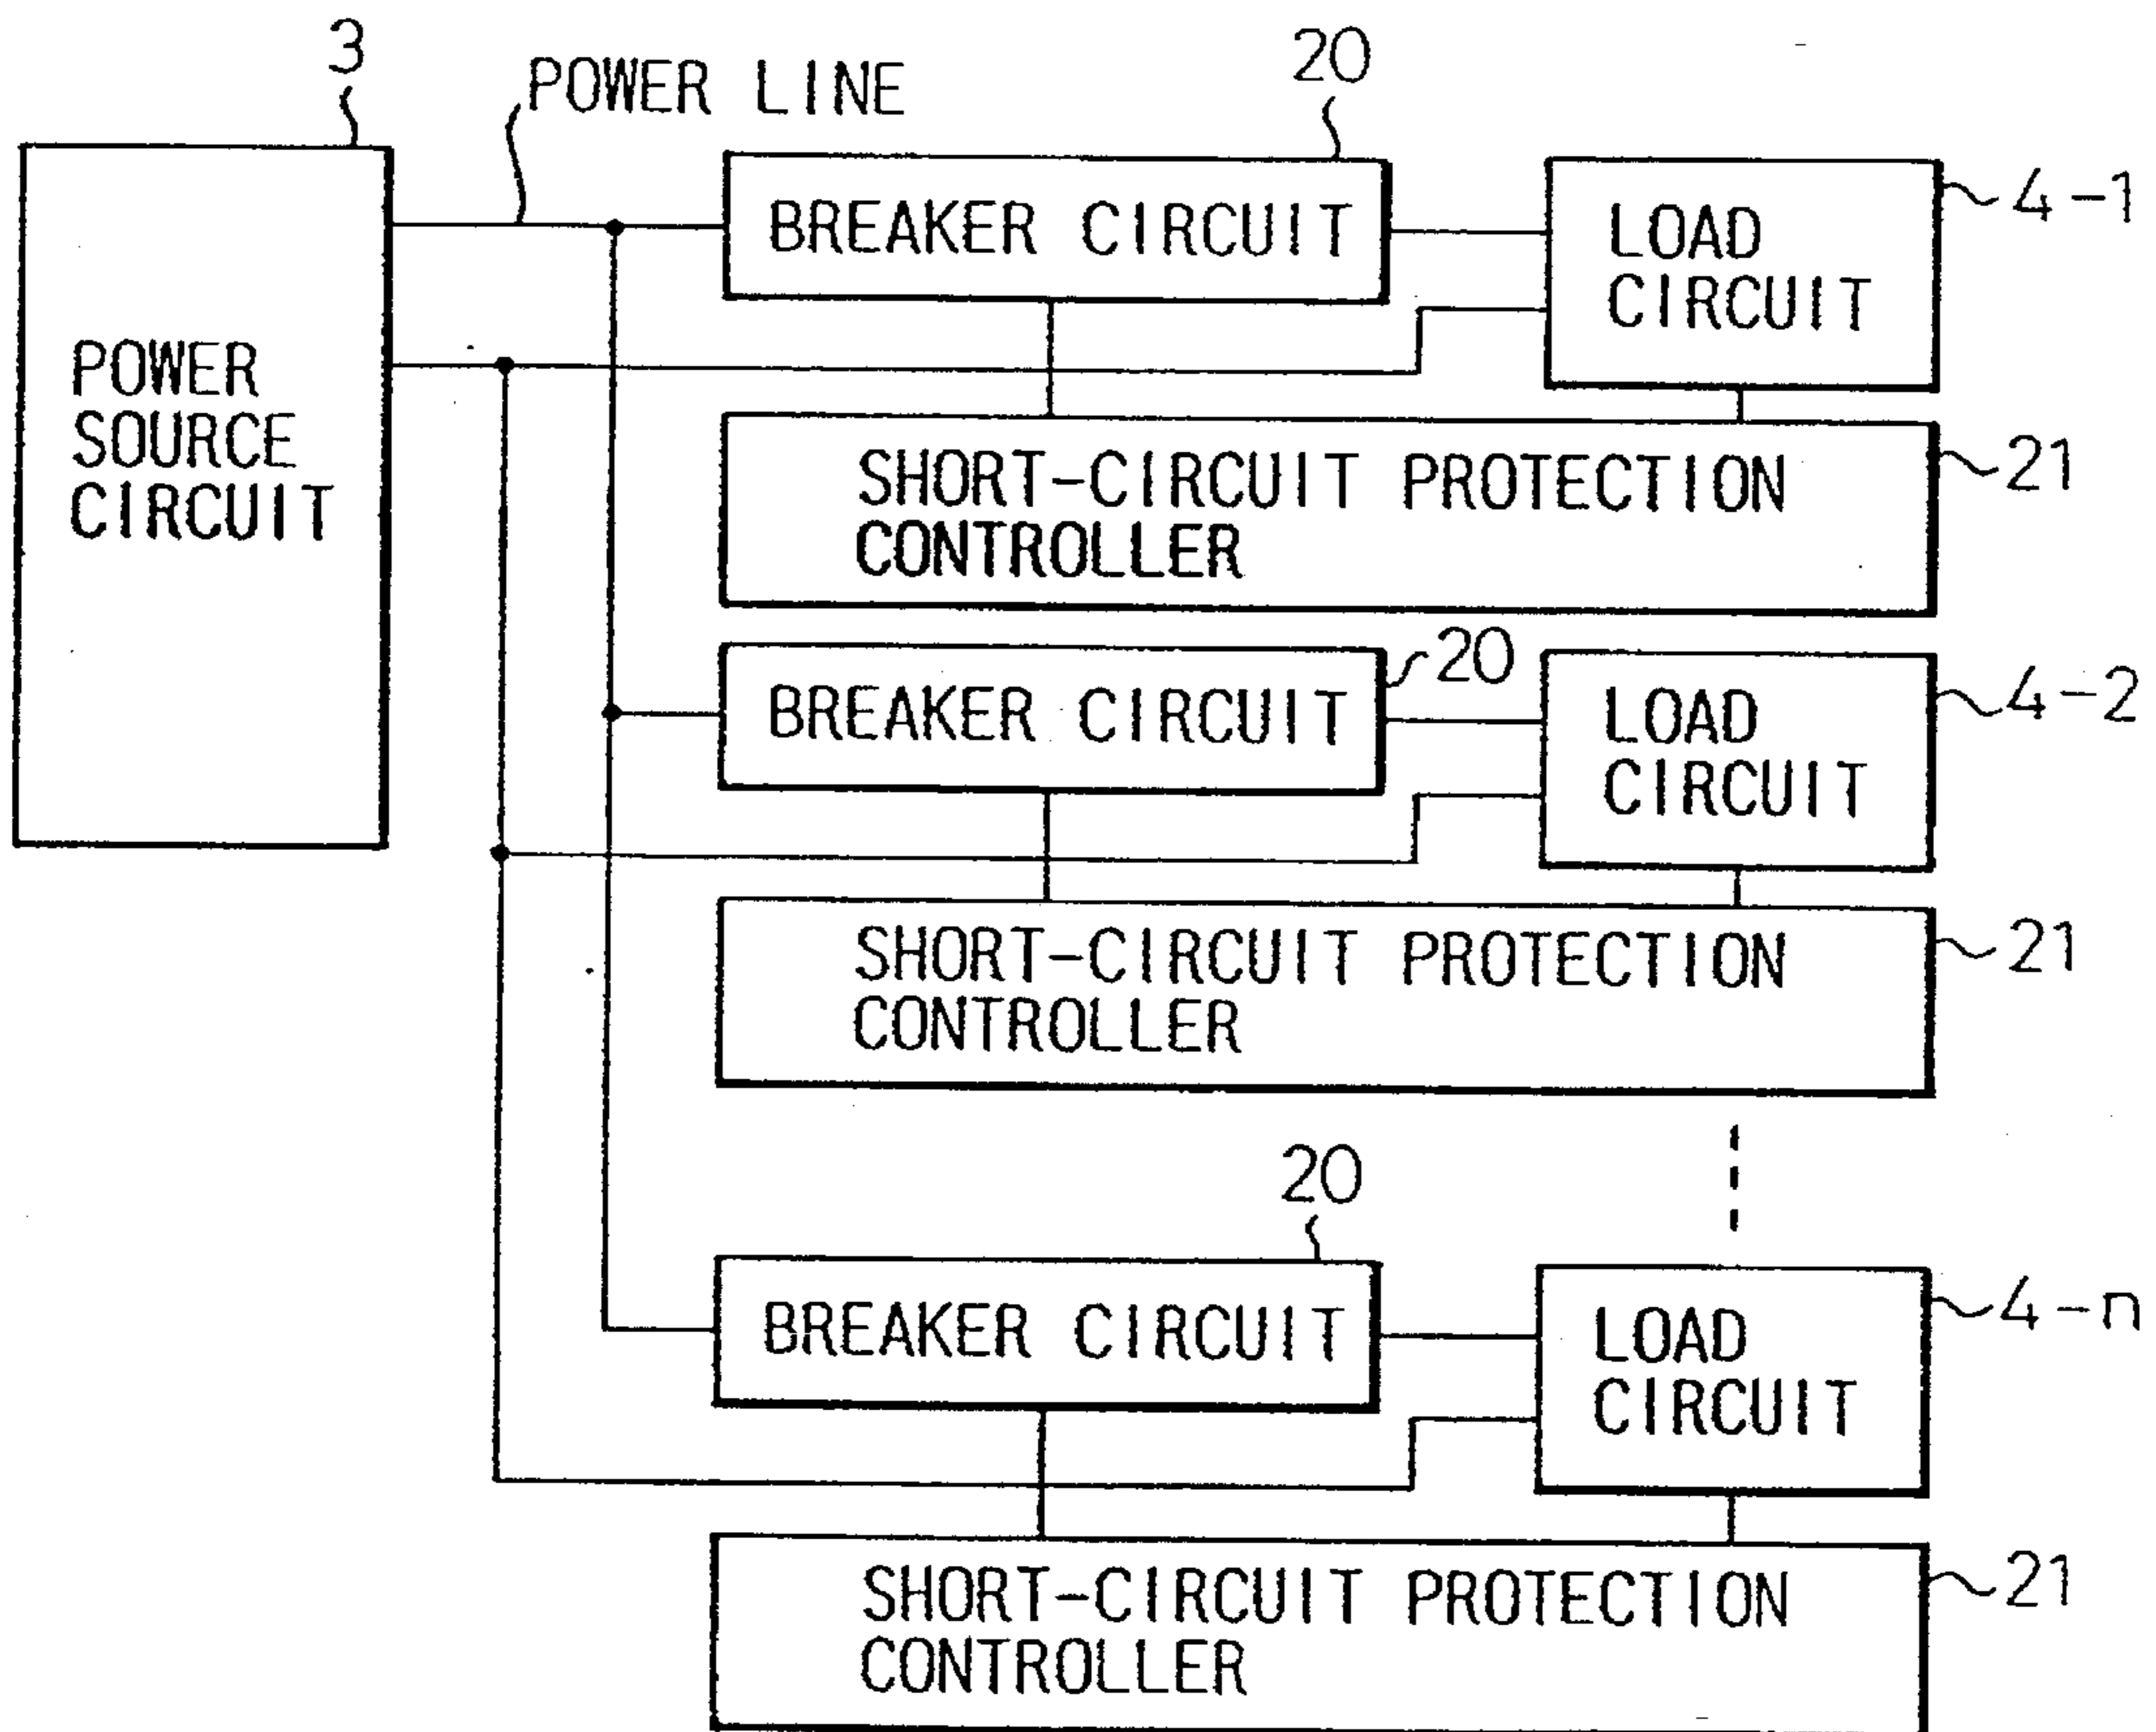 3
POWER LINE
20
BREAKER CIRCUIT
LOAD
CIRCUIT
4-1
POWER
SOURCE
CIRCUIT
SHORT-CIRCUIT PROTECTION
CONTROLLER
21
BREAKER CIRCUIT
20
LOAD
CIRCUIT
4-2
SHORT-CIRCUIT PROTECTION
CONTROLLER
21
20
BREAKER CIRCUIT
LOAD
CIRCUIT
4-n
SHORT-CIRCUIT PROTECTION
CONTROLLER
21